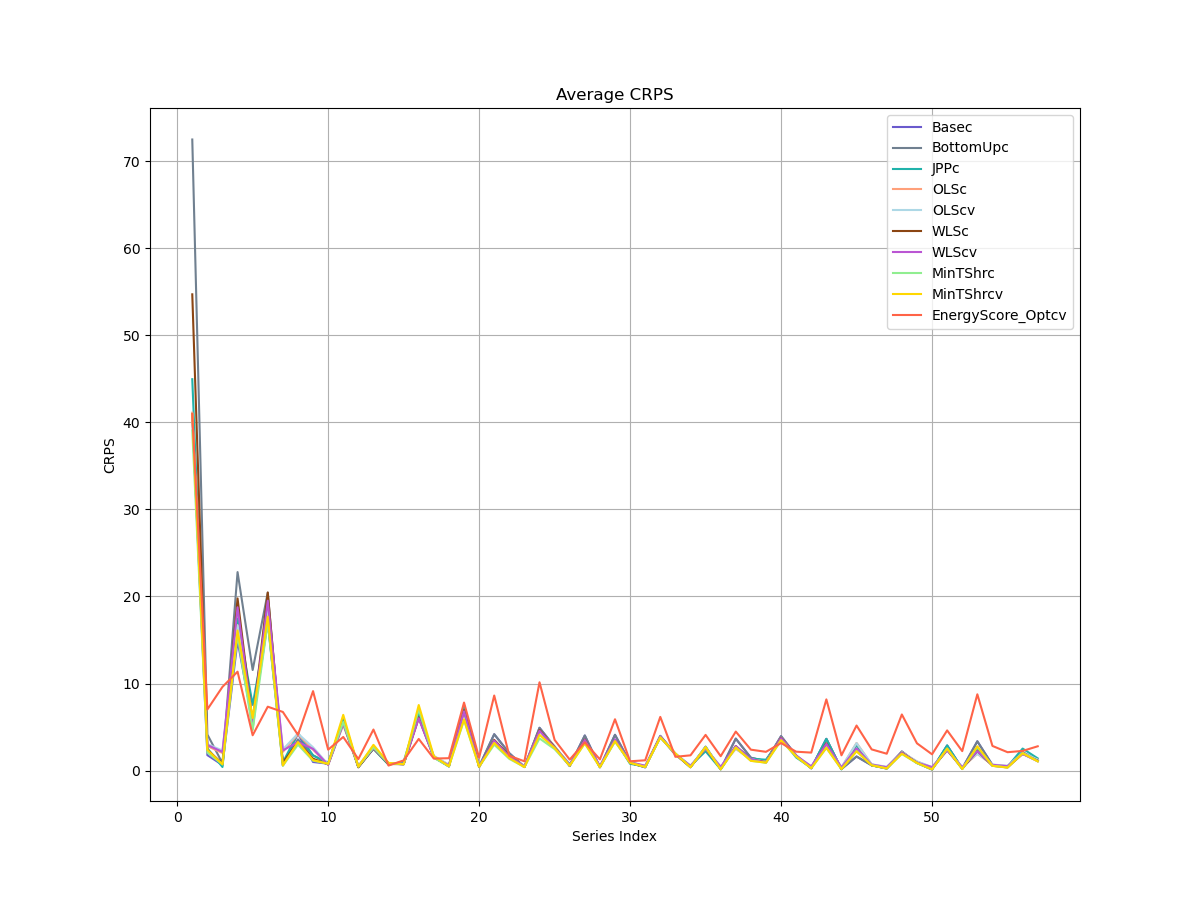 Average CRPS
CRPS
70
60
50
40
30
20
10
0
0 10 20 30 40 50
Series Index
Basec
BottomUpc
JPPc
OLSc
OLScv
WLSc
WLScv
MinTShrc
MinTShrcv
EnergyScore_Optcv